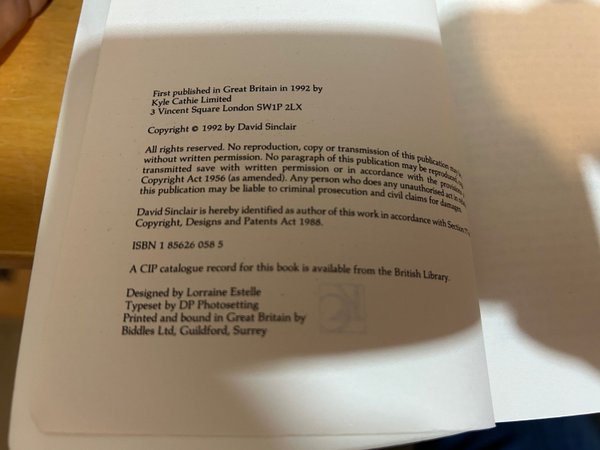 First published in Great Britain in 1992 by
Kyle Cathie Limited
3 Vincent Square London SW1P 2LX
Copyright © 1992 by David Sinclair
All rights reserved. No reproduction, copy or transmission of this publication may
without written permission. No paragraph of this publication may be reproduced,
transmitted save with written permission or in accordance with the provisions
Copyright Act 1956 (as amended). Any person who does any unauthorised act in
this publication may be liable to criminal prosecution and civil claims for damages.
David Sinclair is hereby identified as author of this work in accordance with Section
Copyright, Designs and Patents Act 1988.
ISBN 1 85626 058 5
A CIP catalogue record for this book is available from the British Library.
Designed by Lorraine Estelle
Typeset by DP Photosetting
Printed and bound in Great Britain by
Biddles Ltd, Guildford, Surrey